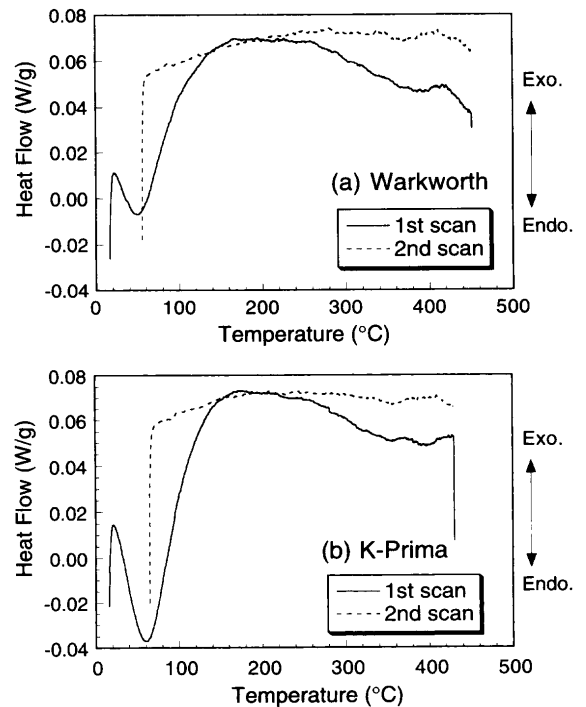 0.08
0.06
0.04
0.02
0.00
-0.02
-0.04
Heat Flow (W/g)
Exo.
Endo.
(a) Warkworth
1st scan
2nd scan
0 100 200 300 400 500
Temperature (°C)
0.08
0.06
0.04
0.02
0.00
-0.02
-0.04
Heat Flow (W/g)
Exo.
Endo.
(b) K-Prima
1st scan
2nd scan
0 100 200 300 400 500
Temperature (°C)